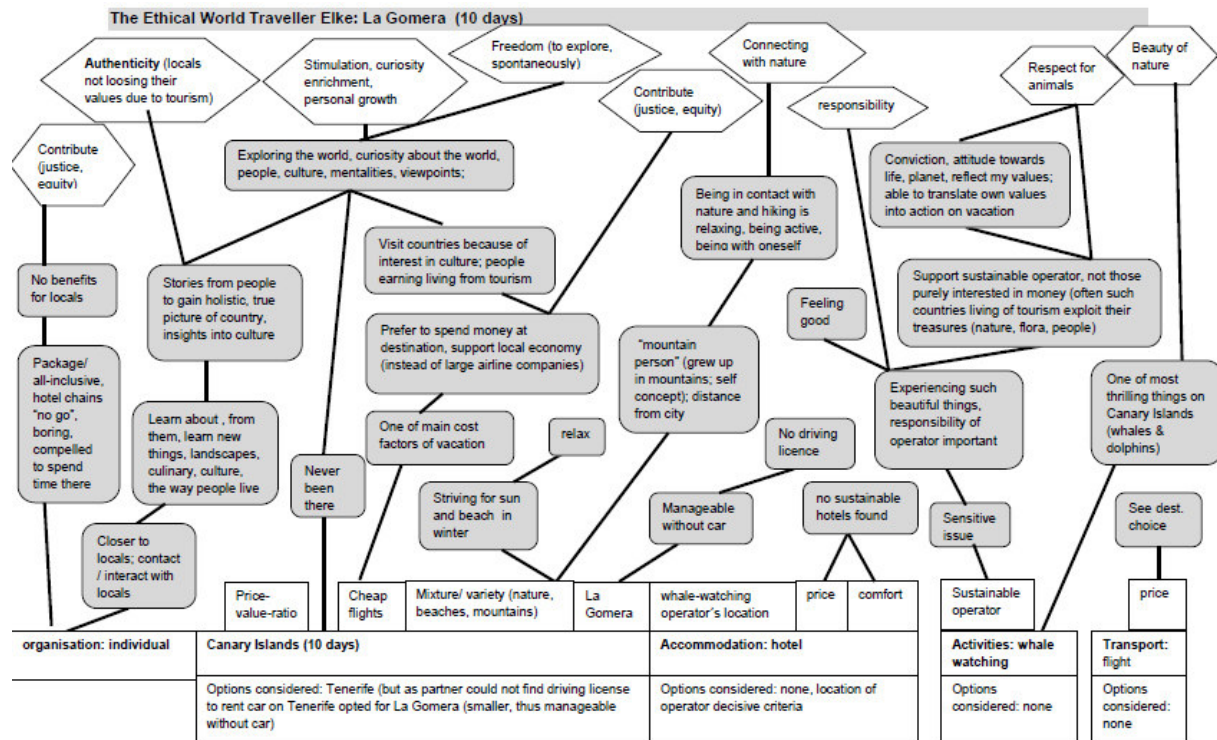 The Ethical World Traveller Elke: La Gomera (10 days)
Authenticity (locals
not loosing their
values due to tourism)
Stimulation, curiosity
enrichment,
personal growth
Freedom (to explore,
spontaneously)
Connecting
with nature
Beauty of
nature
Contribute
(justice, equity)
responsibility
Respect for
animals
Contribute
(justice,
equity)
Exploring the world, curiosity about the world,
people, culture, mentalities, viewpoints;
Conviction, attitude towards
life, planet, reflect my values;
able to translate own values
into action on vacation
Being in contact with
nature and hiking is
relaxing, being active,
being with oneself
Visit countries because of
interest in culture; people
earning living from tourism
No benefits
for locals
Stories from people
to gain holistic, true
picture of country,
insights into culture
Support sustainable operator, not those
purely interested in money (often such
countries living of tourism exploit their
treasures (nature, flora, people)
Feeling
good
Prefer to spend money at
destination, support local economy
(instead of large airline companies)
"mountain
person" (grew up
in mountains; self
concept); distance
from city
Package/
all-inclusive,
hotel chains
"no go",
boring,
compelled
to spend
time there
Learn about , from
them, learn new
things, landscapes,
culinary, culture,
the way people live
Experiencing such
beautiful things,
responsibility of
operator important
One of most
thrilling things on
Canary Islands
(whales &
dolphins)
One of main cost
factors of vacation
relax
No driving
licence
Never
been
there
Striving for sun
and beach in
winter
Manageable
without car
no sustainable
hotels found
Sensitive
issue
See dest.
choice
Closer to
locals; contact
/ interact with
locals
Price-
value-ratio
Cheap
flights
Mixture/ variety (nature,
beaches, mountains)
La
Gomera
whale-watching
operator´s location
price
comfort
Sustainable
operator
price
organisation: individual
Canary Islands (10 days)
Accommodation: hotel
Activities: whale
watching
Transport:
flight
Options considered: Tenerife (but as partner could not find driving license
to rent car on Tenerife opted for La Gomera (smaller, thus manageable
without car)
Options considered: none, location of
operator decisive criteria
Options
considered: none
Options
considered:
none